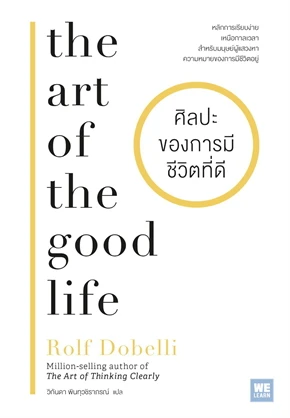 หลักการเรียบง่าย
เหนือกาลเวลา
สำหรับมนุษย์ผู้แสวงหา
ความหมายของการมีชีวิตอยู่
the
art
of
the
good
life
ศิลปะ
ของการมี
ชีวิตที่ดี
Rolf Dobelli
Million-selling author of
The Art of Thinking Clearly
วิกันดา พินทุวชิราภรณ์ แปล
WE
LEARN